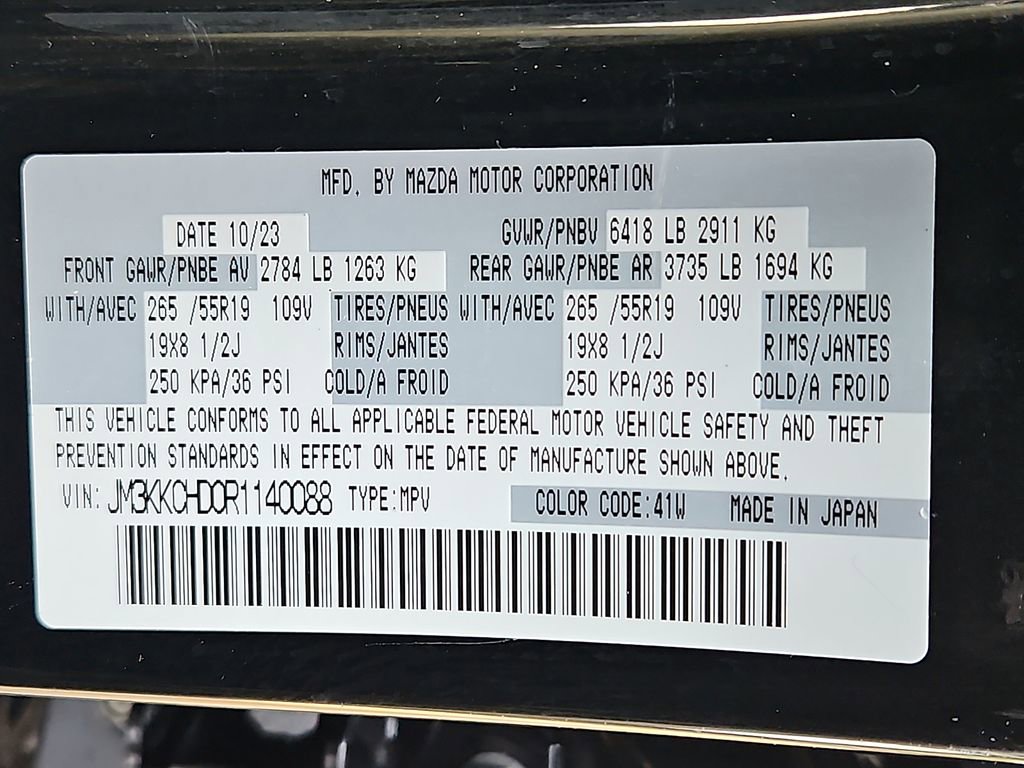 MFD. BY MAZDA MOTOR CORPORATION
DATE 10/23 GVWR/PNBV 6418 LB 2911 KG
FRONT GAWR/PNBE AV 2784 LB 1263 KG REAR GAWR/PNBE AR 3735 LB 1694 KG
WITH/AVEC 265 /55R19 109V TIRES/PNEUS WITH/AVEC 265 /55R19 109V TIRES/PNEUS
19X8 1/2J RIMS/JANTES 19X8 1/2J RIMS/JANTES
250 KPA/36 PSI COLD/A FROID 250 KPA/36 PSI COLD/A FROID
THIS VEHICLE CONFORMS TO ALL APPLICABLE FEDERAL MOTOR VEHICLE SAFETY AND THEFT
PREVENTION STANDARDS IN EFFECT ON THE DATE OF MANUFACTURE SHOWN ABOVE.
VIN: JM3KKCHD0R1140088 TYPE:MPV COLOR CODE:41W MADE IN JAPAN